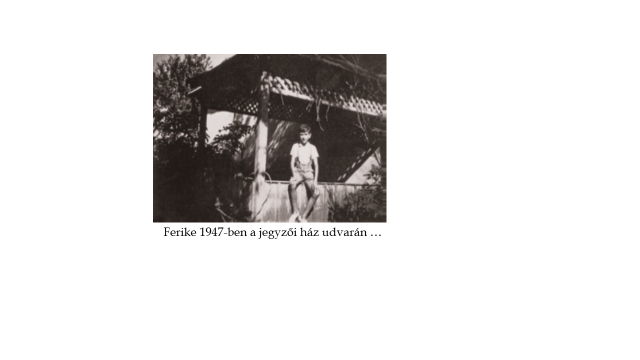 Ferike 1947-ben a jegyzői ház udvarán …